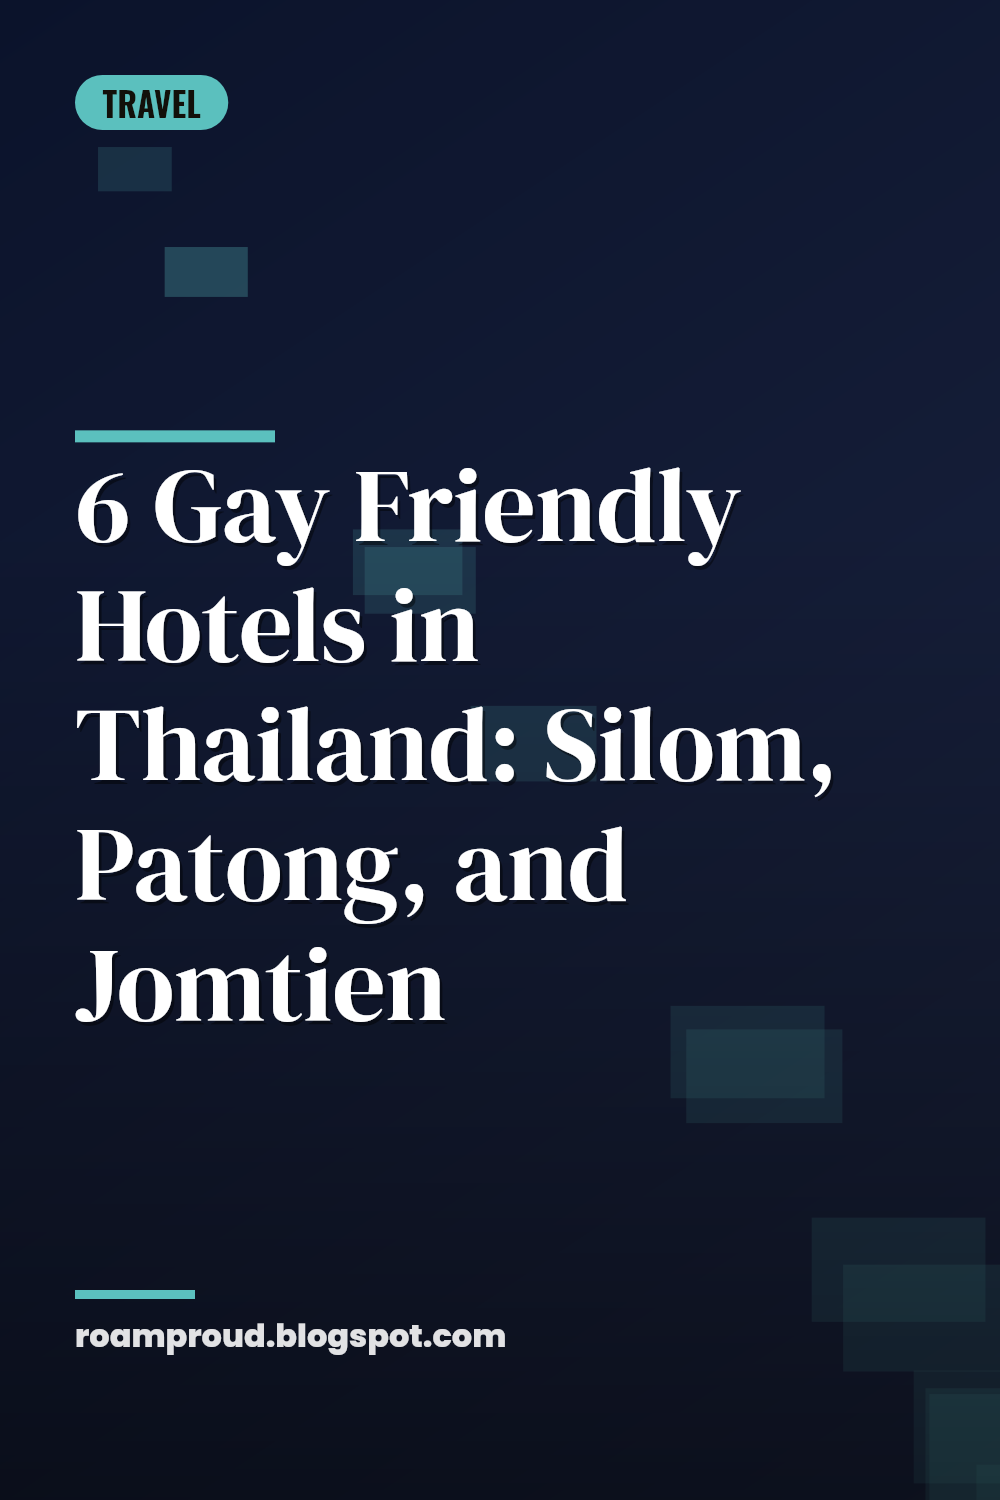 TRAVEL
6 Gay Friendly
Hotels in
Thailand: Silom,
Patong, and
Jomtien
roamproud.blogspot.com